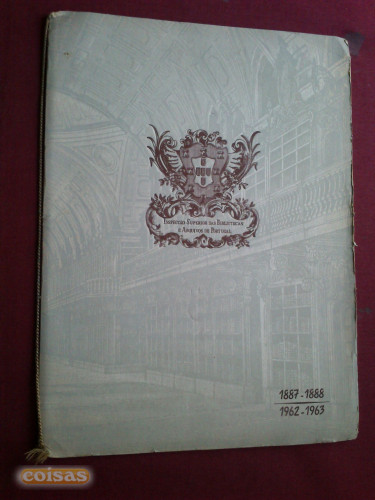 Inspecção Superior das Bibliotecas
e Arquivos de Portugal
1887-1888
1962-1963
coisas